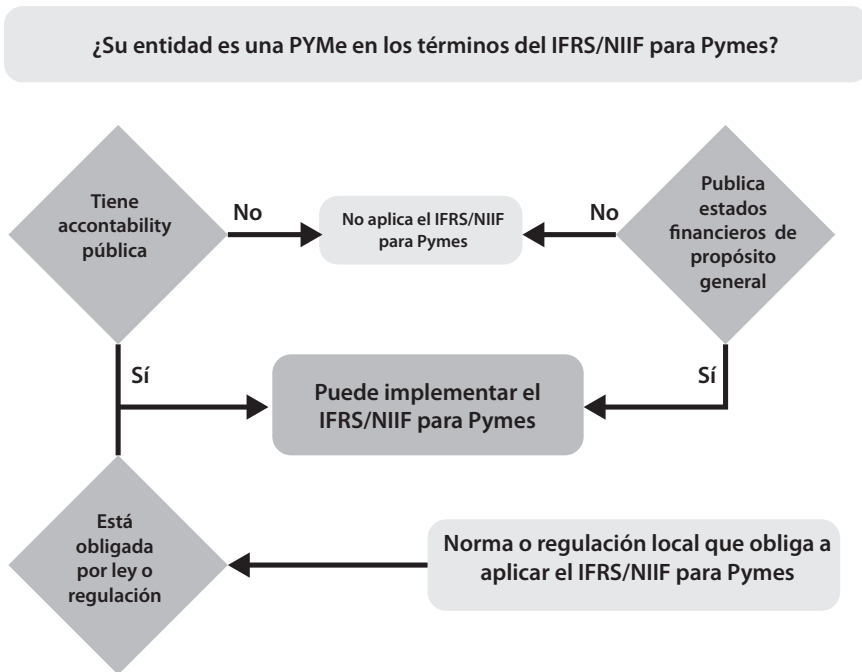 ¿Su entidad es una PYMe en los términos del IFRS/NIIF para Pymes?
Tiene
accontability
pública
No
No aplica el IFRS/NIIF
para Pymes
No
Publica
estados
financieros de
propósito
general
Sí
Puede implementar el
IFRS/NIIF para Pymes
Sí
Está
obligada
por ley o
regulación
Norma o regulación local que obliga a
aplicar el IFRS/NIIF para Pymes